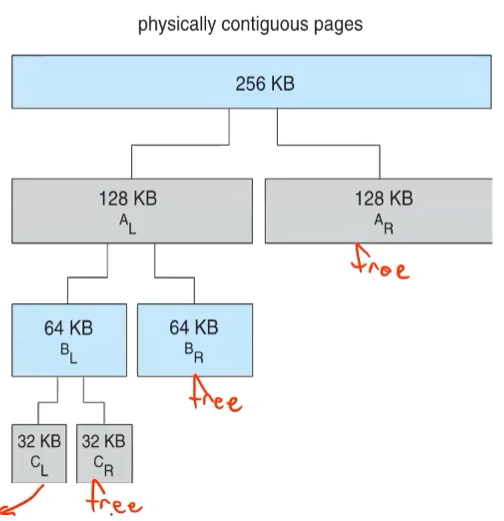 physically contiguous pages
256 KB
128 KB
A_L
128 KB
A_R
free
64 KB
B_L
64 KB
B_R
free
32 KB
C_L
32 KB
C_R
free